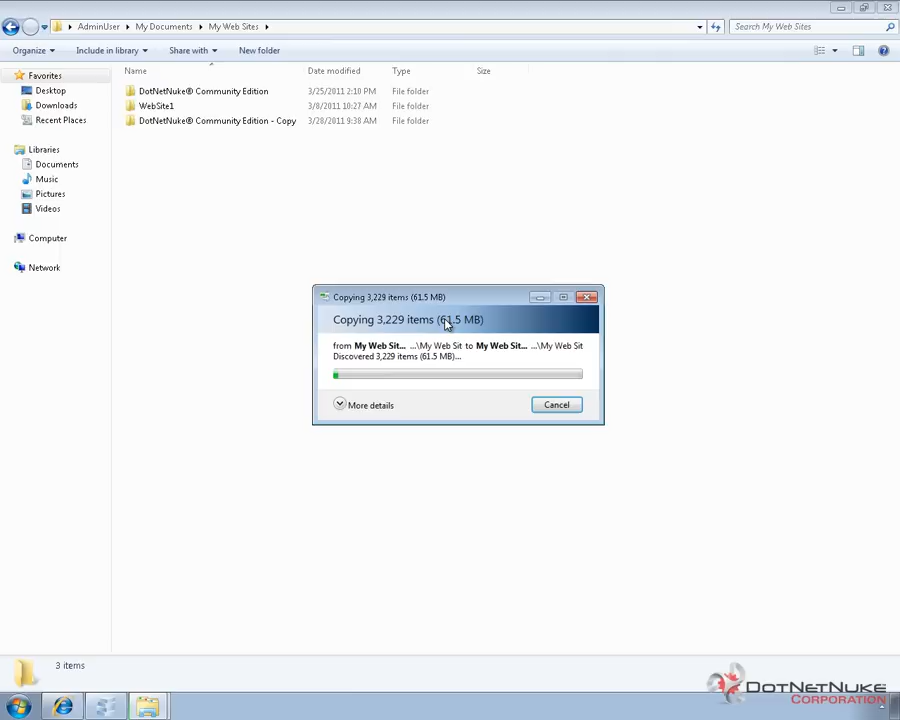 AdminUser My Documents My Web Sites
Search My Web Sites
Organize Include in library Share with New folder
Name Date modified Type Size
Favorites
Desktop
Downloads
Recent Places
Libraries
Documents
Music
Pictures
Videos
Computer
Network
DotNetNuke® Community Edition 3/25/2011 2:10 PM File folder
WebSite1 3/8/2011 10:27 AM File folder
DotNetNuke® Community Edition - Copy 3/28/2011 9:38 AM File folder
Copying 3,229 items (61.5 MB)
Copying 3,229 items (61.5 MB)
from My Web Sit... ...\My Web Sit to My Web Sit... ...\My Web Sit
Discovered 3,229 items (61.5 MB)...
More details Cancel
3 items
DotNetNuke
Corporation